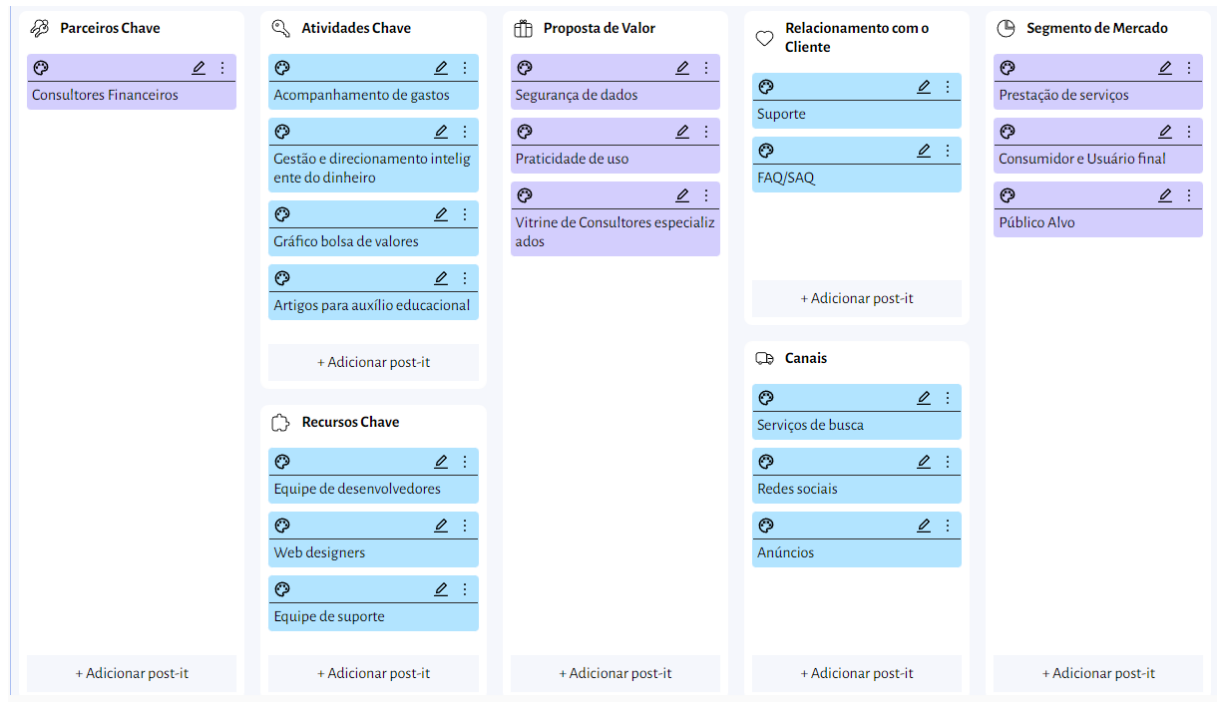 Parceiros Chave
Consultores Financeiros
+ Adicionar post-it
Atividades Chave
Acompanhamento de gastos
Gestão e direcionamento intelig
ente do dinheiro
Gráfico bolsa de valores
Artigos para auxílio educacional
+ Adicionar post-it
Recursos Chave
Equipe de desenvolvedores
Web designers
Equipe de suporte
+ Adicionar post-it
Proposta de Valor
Segurança de dados
Praticidade de uso
Vitrine de Consultores especializ
ados
+ Adicionar post-it
Relacionamento com o
Cliente
Suporte
FAQ/SAQ
+ Adicionar post-it
Canais
Serviços de busca
Redes sociais
Anúncios
+ Adicionar post-it
Segmento de Mercado
Prestação de serviços
Consumidor e Usuário final
Público Alvo
+ Adicionar post-it